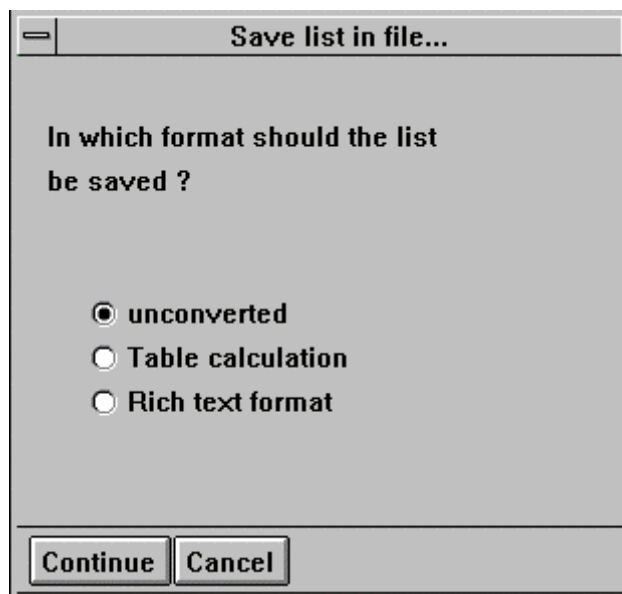 Save list in file...
In which format should the list
be saved ?
unconverted
Table calculation
Rich text format
Continue Cancel